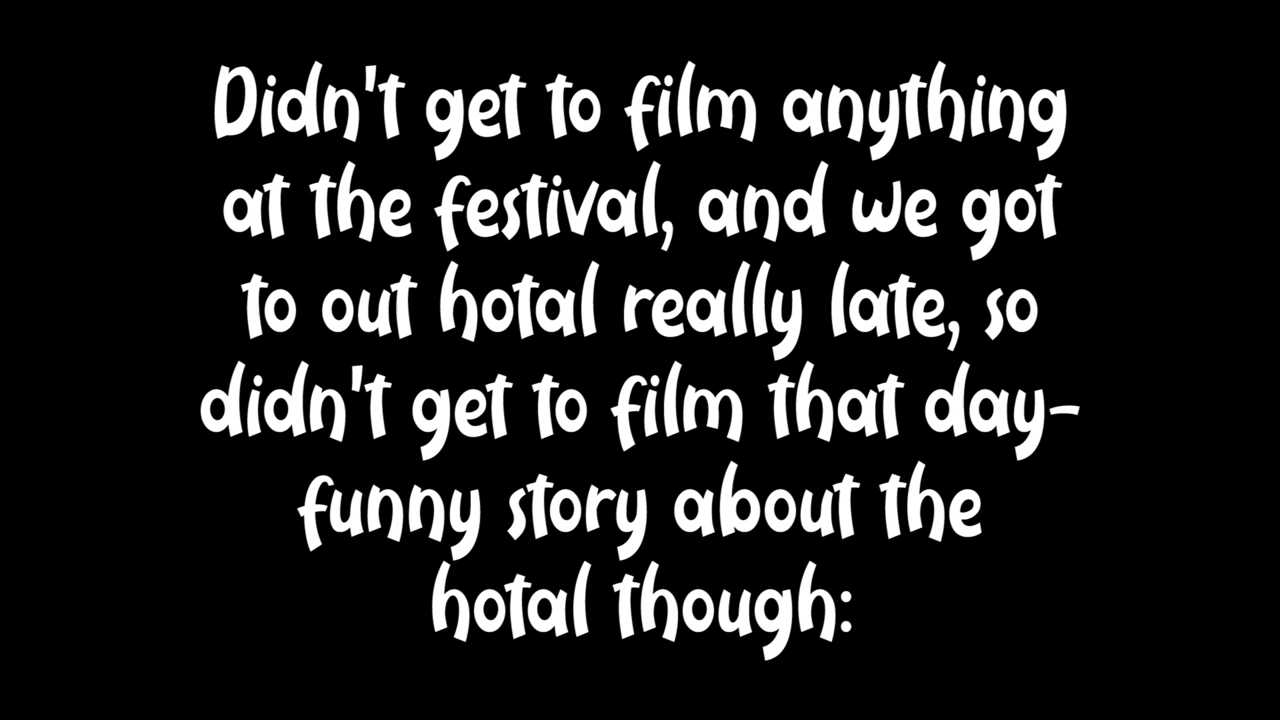 Didn't get to film anything
at the festival, and we got
to out hotal really late, so
didn't get to film that day-
funny story about the
hotal though: